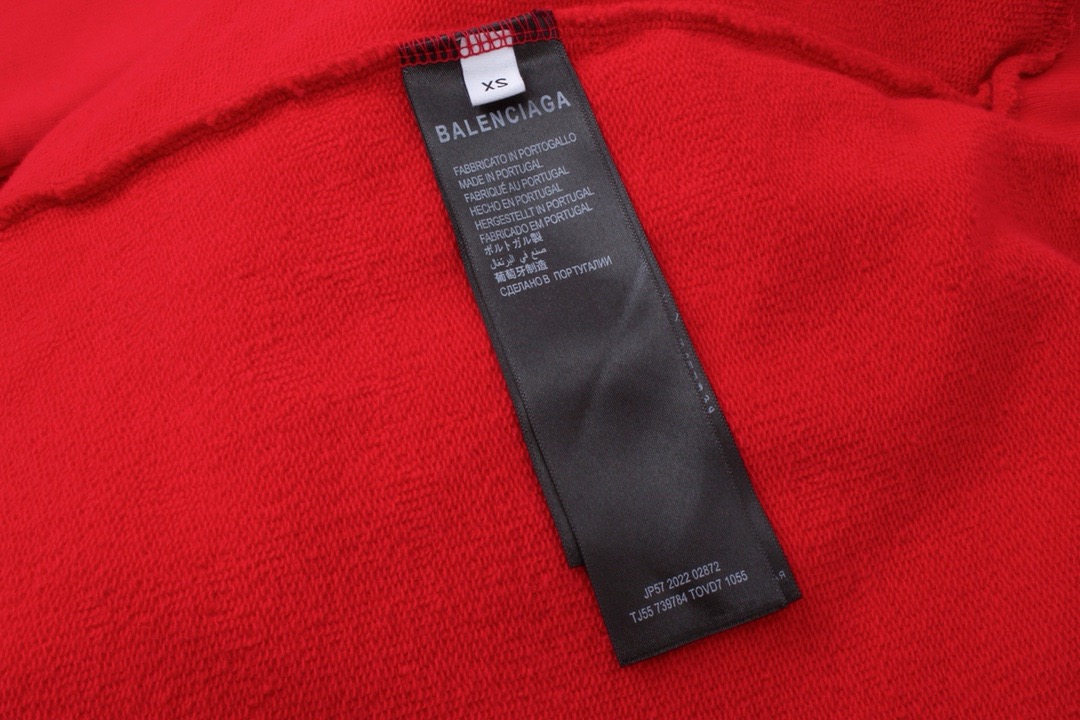 XS
BALENCIAGA
FABBRICATO IN PORTOGALLO
MADE IN PORTUGAL
FABRIQUÉ AU PORTUGAL
HECHO EN PORTUGAL
HERGESTELLT IN PORTUGAL
FABRICADO EM PORTUGAL
ポルトガル製
صنع في البرتغال
葡萄牙制造
СДЕЛАНО В ПОРТУГАЛИИ
JP57 2022 02872
TJ55 739784 TOVD7 1055